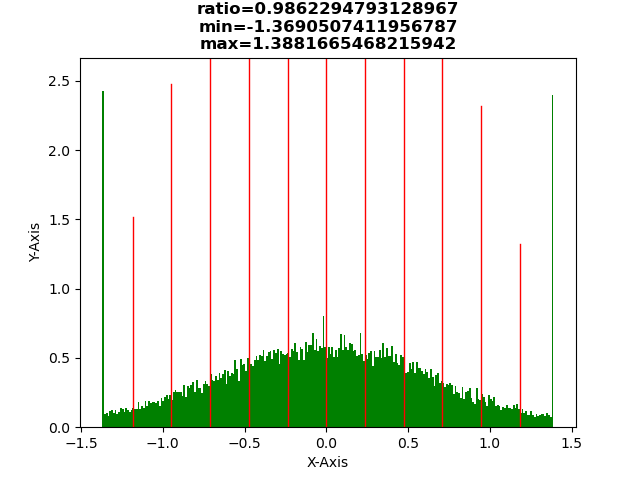 ratio=0.9862294793128967
min=-1.3690507411956787
max=1.3881665468215942
2.5
2.0
1.5
1.0
0.5
0.0
Y-Axis
−1.5 −1.0 −0.5 0.0 0.5 1.0 1.5
X-Axis